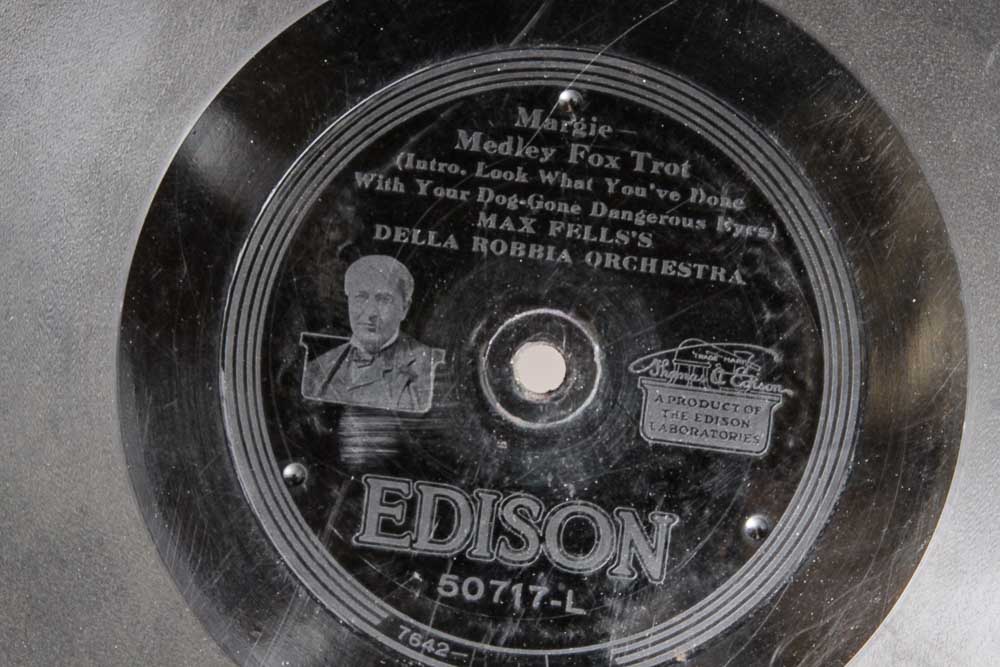 Margie—
Medley Fox Trot
(Intro. Look What You've Done
With Your Dog-Gone Dangerous Eyes)
MAX FELLS'S
DELLA ROBBIA ORCHESTRA
TRADE MARK
Thomas A Edison
A PRODUCT OF
THE EDISON
LABORATORIES
EDISON
50717-L
7642—